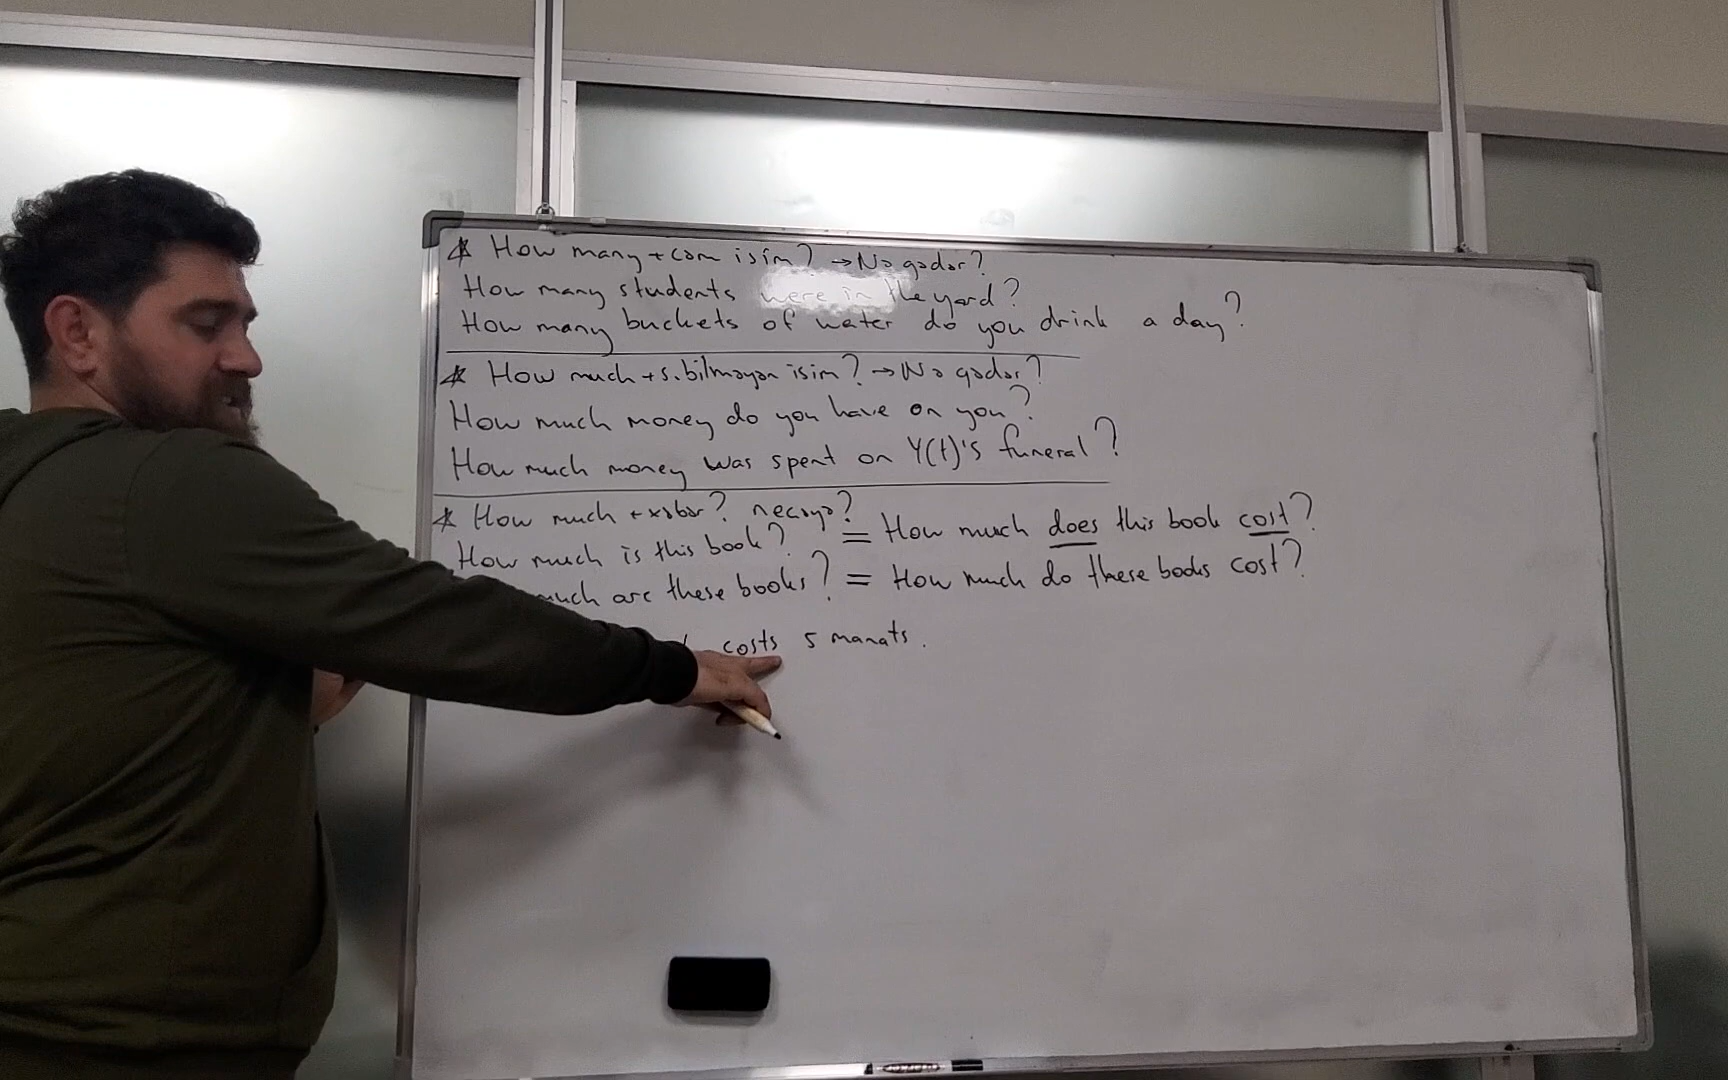 * How many + cəm isim? → Nə qədər?
How many students were in the yard?
How many buckets of water do you drink a day?
* How much + s. bilməyən isim? → Nə qədər?
How much money do you have on you?
How much money was spent on Y(t)'s funeral?
* How much + xəbər? neçəyə?
How much is this book? = How much does this book cost?
much are these books? = How much do these books cost?
costs 5 manats.